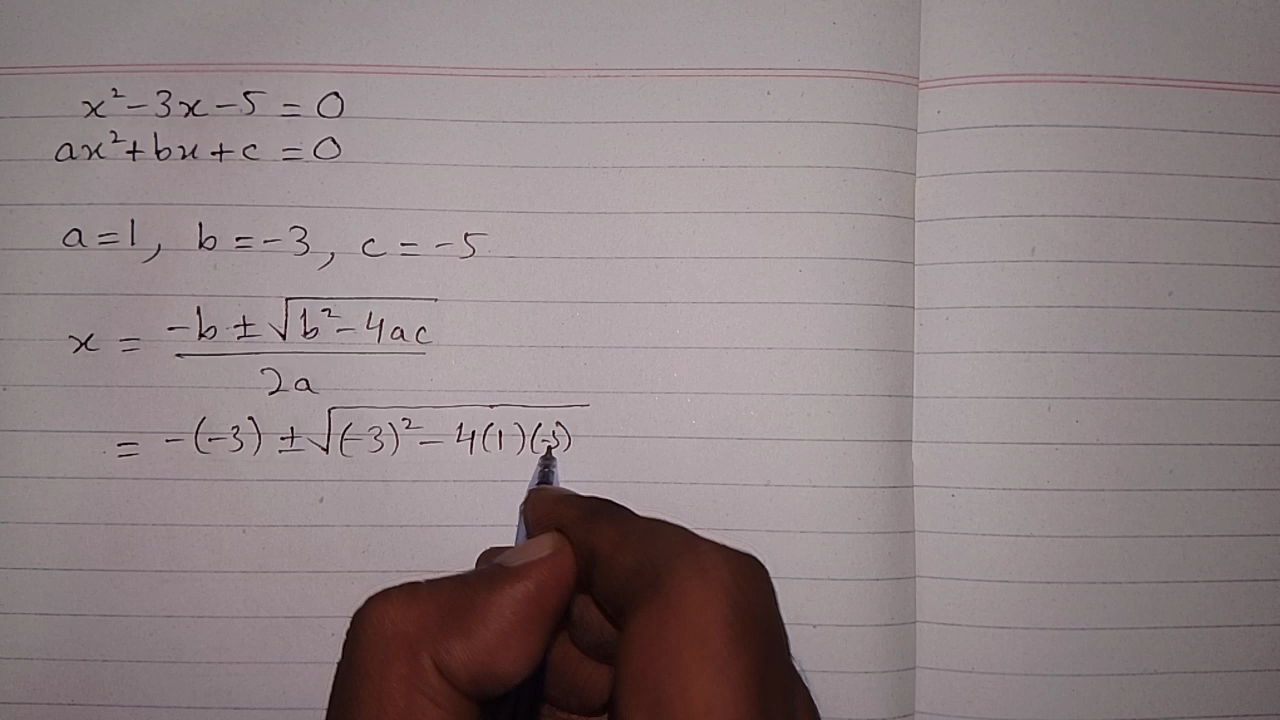 x² - 3x - 5 = 0
ax² + bx + c = 0
a = 1, b = -3, c = -5
x = -b ± √(b² - 4ac) / 2a
= -(-3) ± √((-3)² - 4(1)(-5))